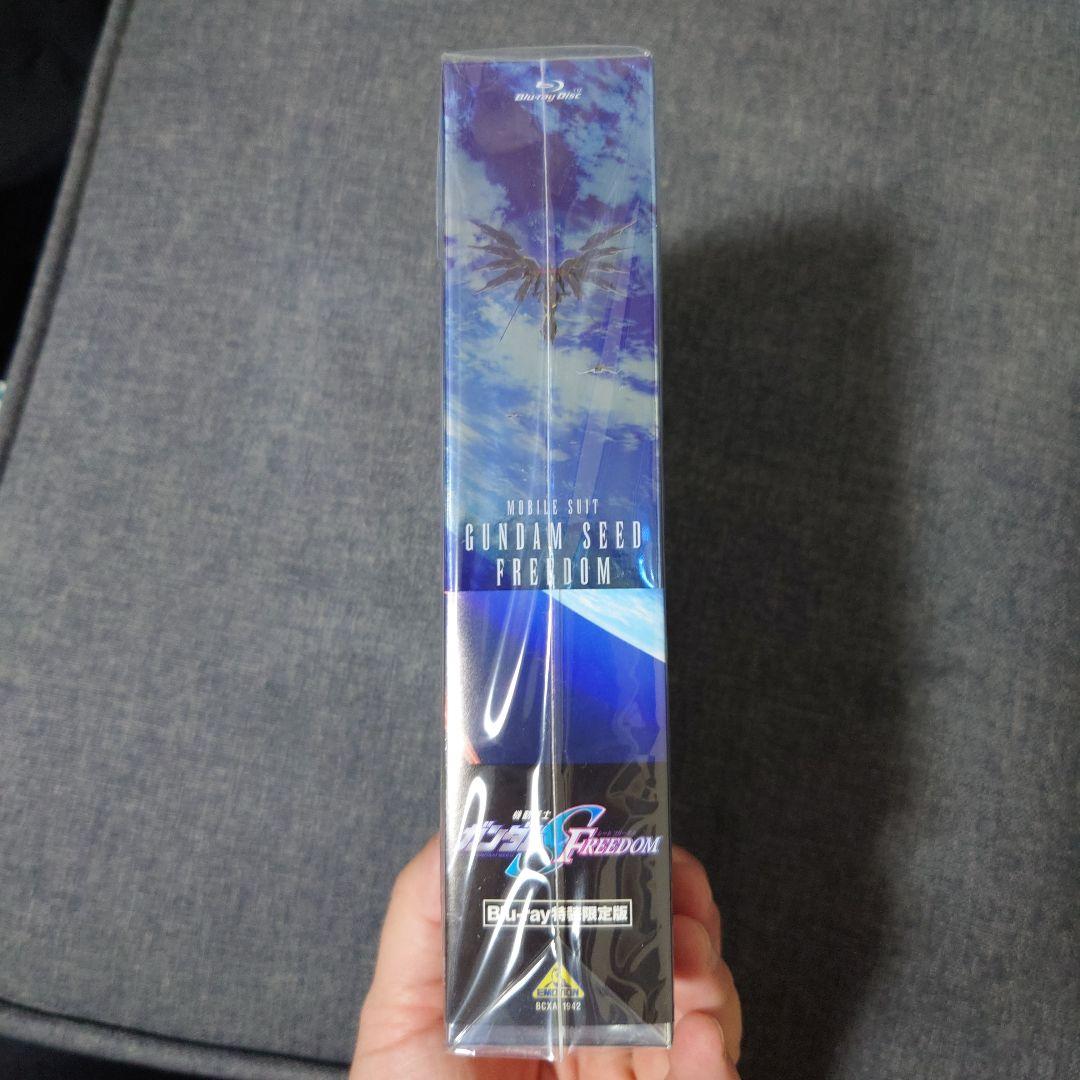 Blu-ray Disc
MOBILE SUIT
GUNDAM SEED
FREEDOM
機動戦士
ガンダム
FREEDOM
Blu-ray特装限定版
EMOTION
BCXA-1942